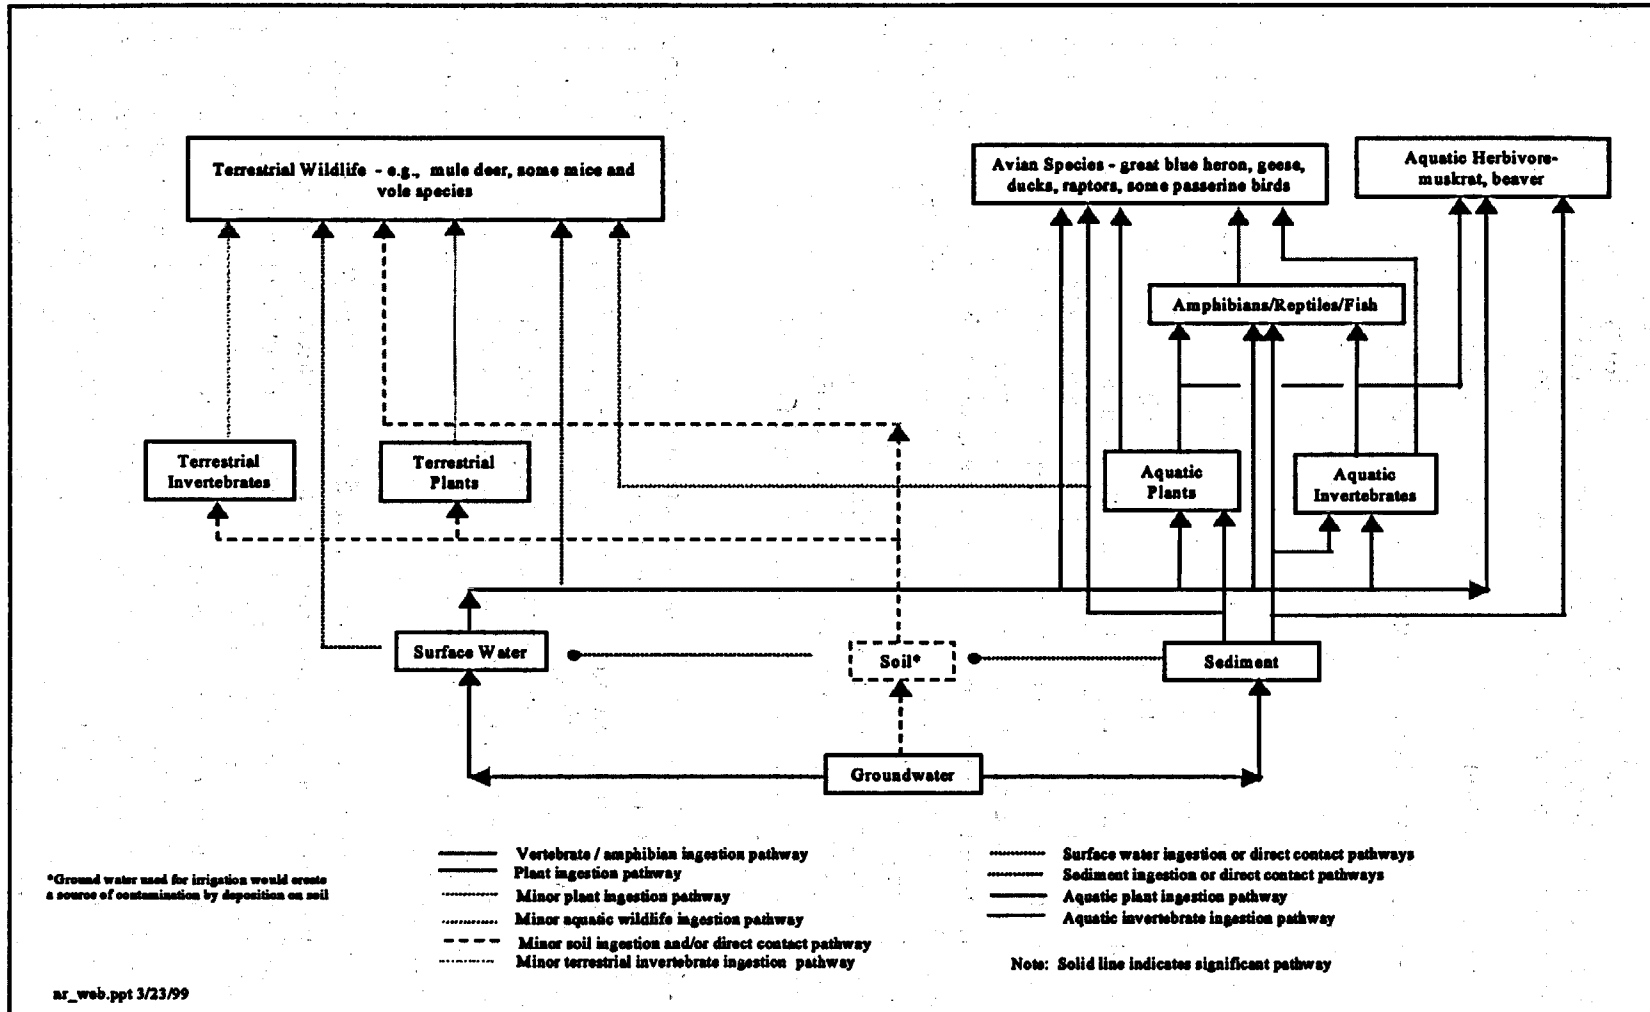 Terrestrial Wildlife - e.g., mule deer, some mice and
vole species
Avian Species - great blue heron, geese,
ducks, raptors, some passerine birds
Aquatic Herbivore-
muskrat, beaver
Amphibians/Reptiles/Fish
Terrestrial
Invertebrates
Terrestrial
Plants
Aquatic
Plants
Aquatic
Invertebrates
Surface Water
Soil*
Sediment
Groundwater
*Ground water used for irrigation would create
a source of contamination by deposition on soil
Vertebrate / amphibian ingestion pathway
Plant ingestion pathway
Minor plant ingestion pathway
Minor aquatic wildlife ingestion pathway
Minor soil ingestion and/or direct contact pathway
Minor terrestrial invertebrate ingestion pathway
Surface water ingestion or direct contact pathways
Sediment ingestion or direct contact pathways
Aquatic plant ingestion pathway
Aquatic invertebrate ingestion pathway
Note: Solid line indicates significant pathway
ar_web.ppt 3/23/99